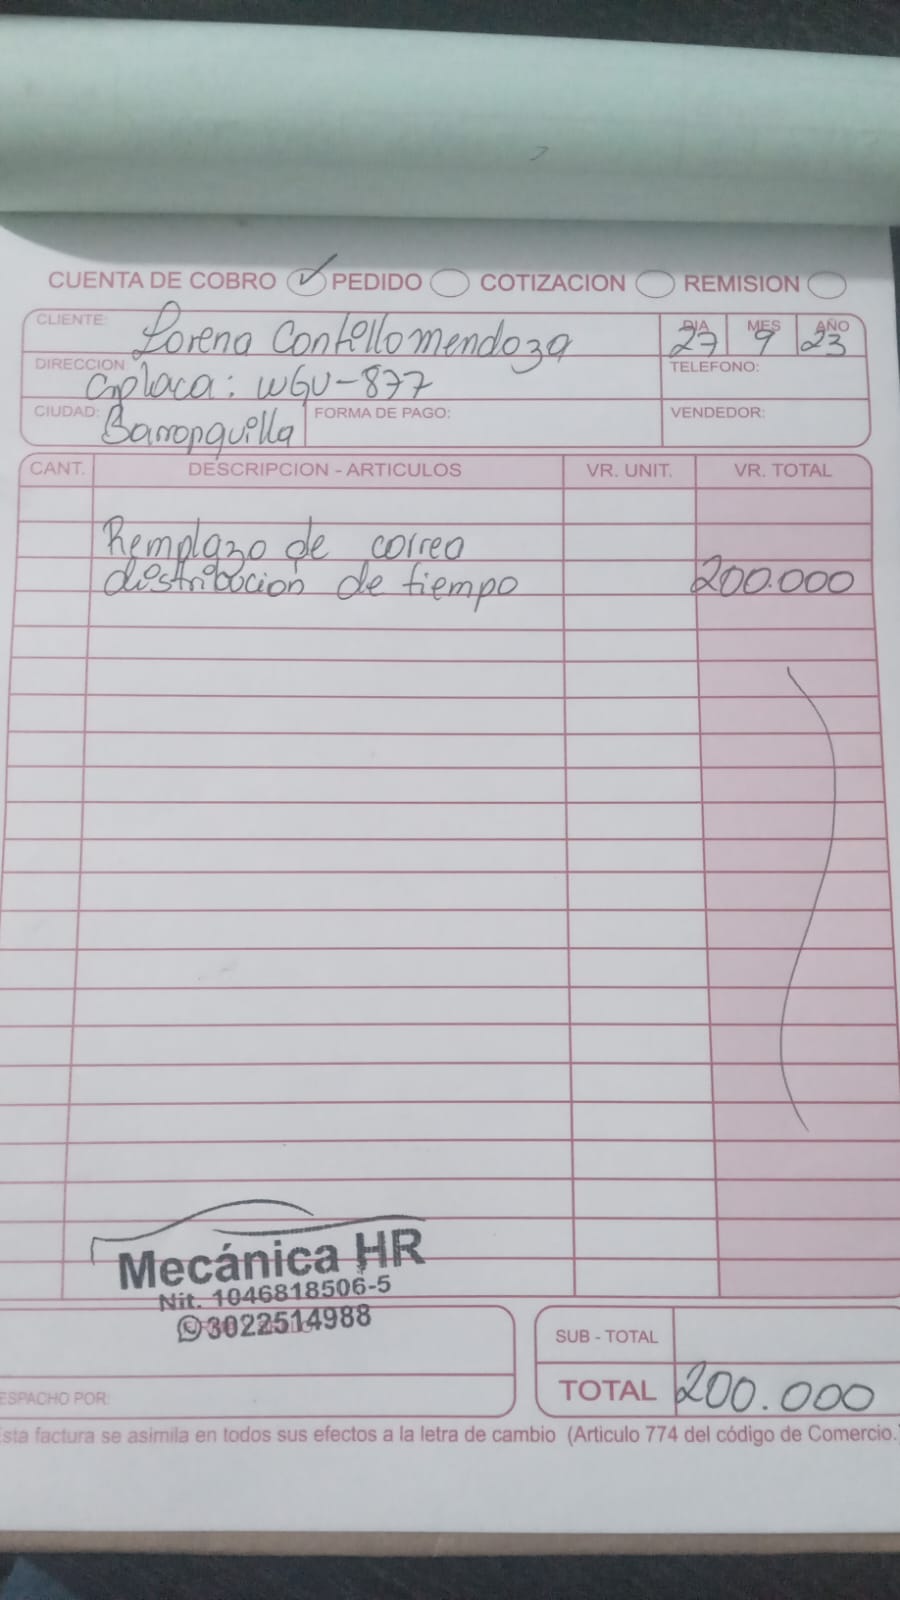 CUENTA DE COBRO PEDIDO COTIZACION REMISION
CLIENTE: Lorena Contello mendoza DIA 27 MES 9 AÑO 23
DIRECCION placa: WGU-877 TELEFONO:
CIUDAD: Barranquilla FORMA DE PAGO: VENDEDOR:
CANT. DESCRIPCION - ARTICULOS VR. UNIT. VR. TOTAL
Remplazo de correa
distribucion de tiempo 200.000
Mecánica HR
Nit. 1046818506-5
3022514988
SUB - TOTAL
ESPACHO POR: TOTAL 200.000
Esta factura se asimila en todos sus efectos a la letra de cambio (Articulo 774 del código de Comercio.)